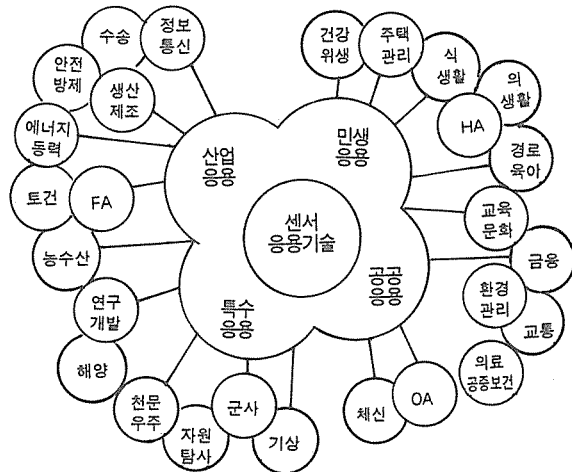 수송
정보
통신
안전
방제
생산
제조
에너지
동력
토건
FA
농수산
연구
개발
해양
천문
우주
자원
탐사
군사
기상
체신
OA
의료
공중보건
교통
환경
관리
금융
교육
문화
경로
육아
HA
의
생활
식
생활
주택
관리
건강
위생
산업
응용
민생
응용
센서
응용기술
특수
응용
공공
응용